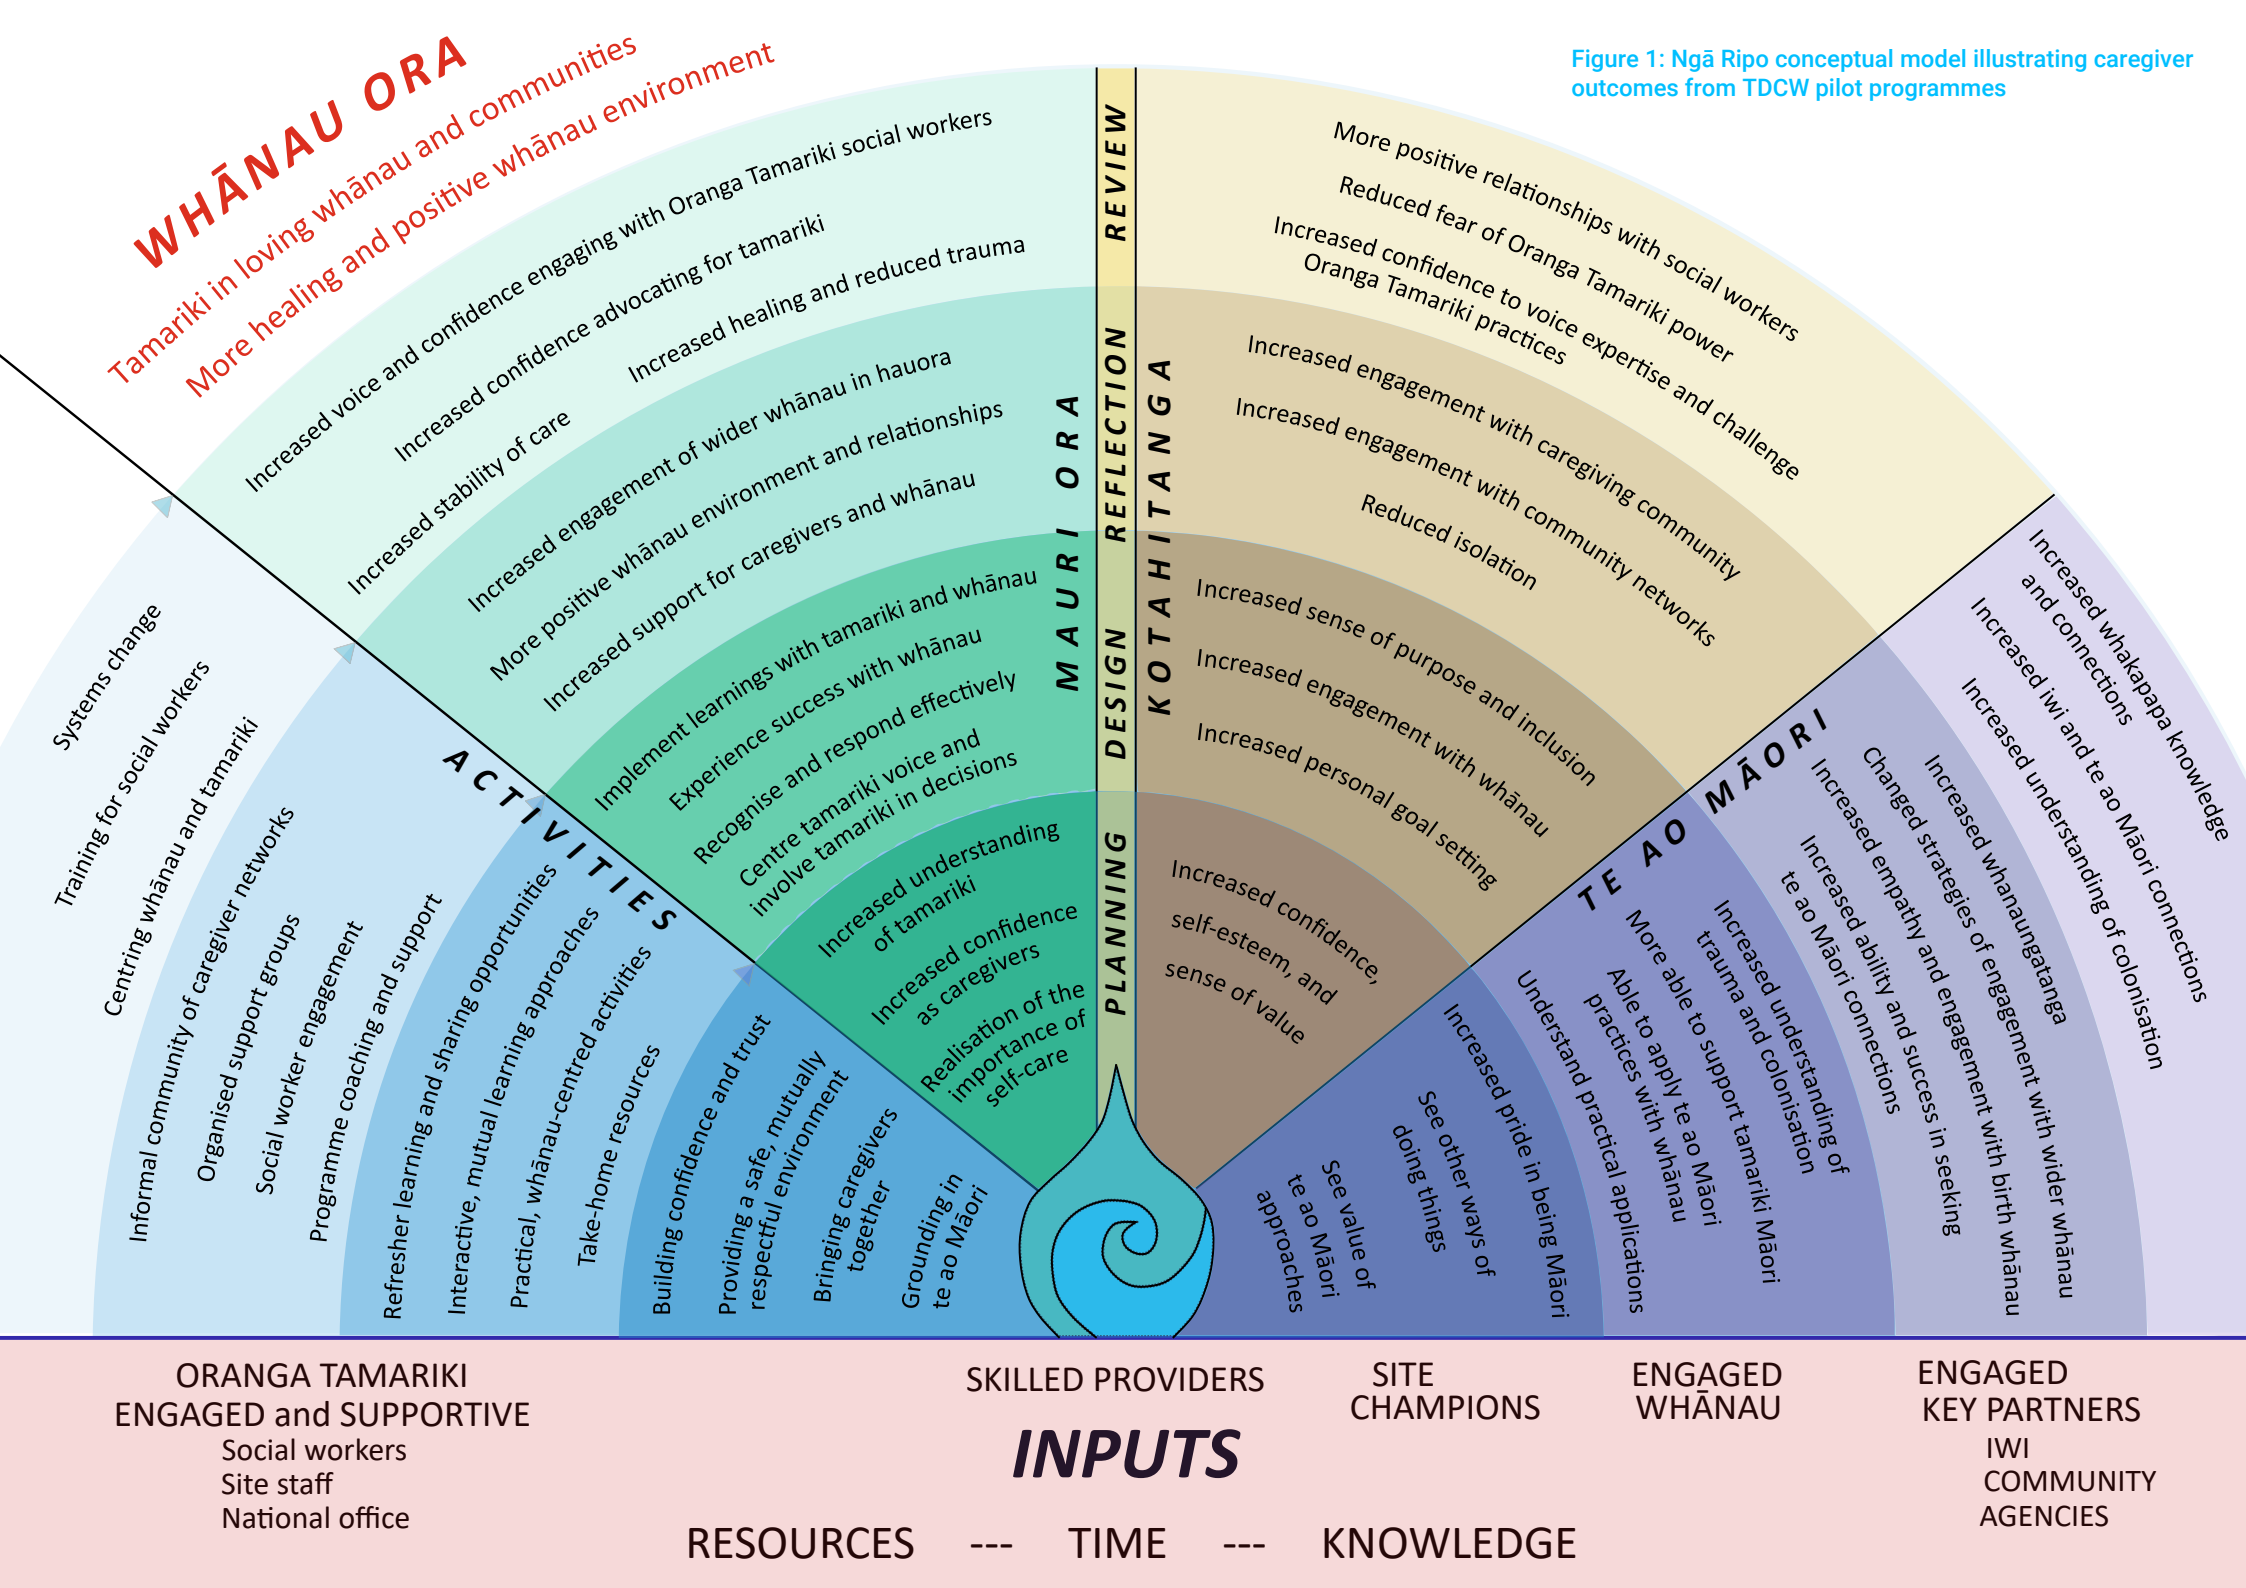 Figure 1: Ngā Ripo conceptual model illustrating caregiver
outcomes from TDCW pilot programmes
WHĀNAU ORA
Tamariki in loving whānau and communities
More healing and positive whānau environment
ACTIVITIES
Systems change
Training for social workers
Centring whānau and tamariki
Informal community of caregiver networks
Organised support groups
Social worker engagement
Programme coaching and support
Refresher learning and sharing opportunities
Interactive, mutual learning approaches
Practical, whānau-centred activities
Take-home resources
Building confidence and trust
Providing a safe, mutually
respectful environment
Bringing caregivers
together
Grounding in
te ao Māori
MAURI ORA
Increased voice and confidence engaging with Oranga Tamariki social workers
Increased confidence advocating for tamariki
Increased healing and reduced trauma
Increased stability of care
Increased engagement of wider whānau in hauora
More positive whānau environment and relationships
Increased support for caregivers and whānau
Implement learnings with tamariki and whānau
Experience success with whānau
Recognise and respond effectively
Centre tamariki voice and
involve tamariki in decisions
Increased understanding
of tamariki
Increased confidence
as caregivers
Realisation of the
importance of
self-care
REVIEW
REFLECTION
DESIGN
PLANNING
KOTAHITANGA
More positive relationships with social workers
Reduced fear of Oranga Tamariki power
Increased confidence to voice expertise and challenge
Oranga Tamariki practices
Increased engagement with caregiving community
Increased engagement with community networks
Reduced isolation
Increased sense of purpose and inclusion
Increased engagement with whānau
Increased personal goal setting
Increased confidence,
self-esteem, and
sense of value
TE AO MĀORI
Increased whakapapa knowledge
and connections
Increased iwi and te ao Māori connections
Increased understanding of colonisation
Increased whanaungatanga
Changed strategies of engagement with wider whānau
Increased empathy and engagement with birth whānau
Increased ability and success in seeking
te ao Māori connections
Increased understanding of
trauma and colonisation
More able to support tamariki Māori
Able to apply te ao Māori
practices with whānau
Understand practical applications
Increased pride in being Māori
See other ways of
doing things
See value of
te ao Māori
approaches
ORANGA TAMARIKI
ENGAGED and SUPPORTIVE
Social workers
Site staff
National office
SKILLED PROVIDERS
SITE
CHAMPIONS
ENGAGED
WHĀNAU
ENGAGED
KEY PARTNERS
IWI
COMMUNITY
AGENCIES
INPUTS
RESOURCES --- TIME --- KNOWLEDGE